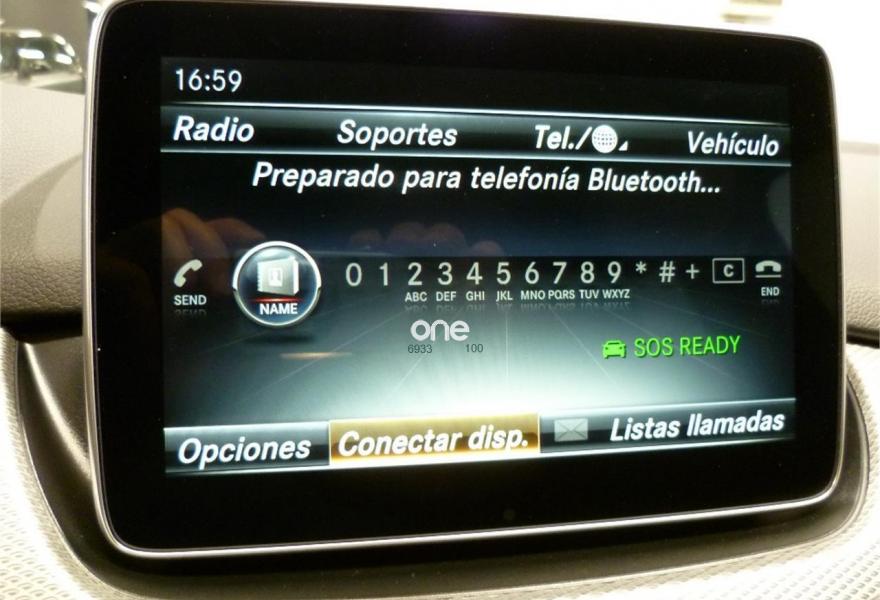 16:59
Radio Soportes Tel./ Vehículo
Preparado para telefonía Bluetooth...
SEND NAME 0 1 2 3 4 5 6 7 8 9 * # + C END
ABC DEF GHI JKL MNO PQRS TUV WXYZ
one
6933 100
SOS READY
Opciones Conectar disp. Listas llamadas